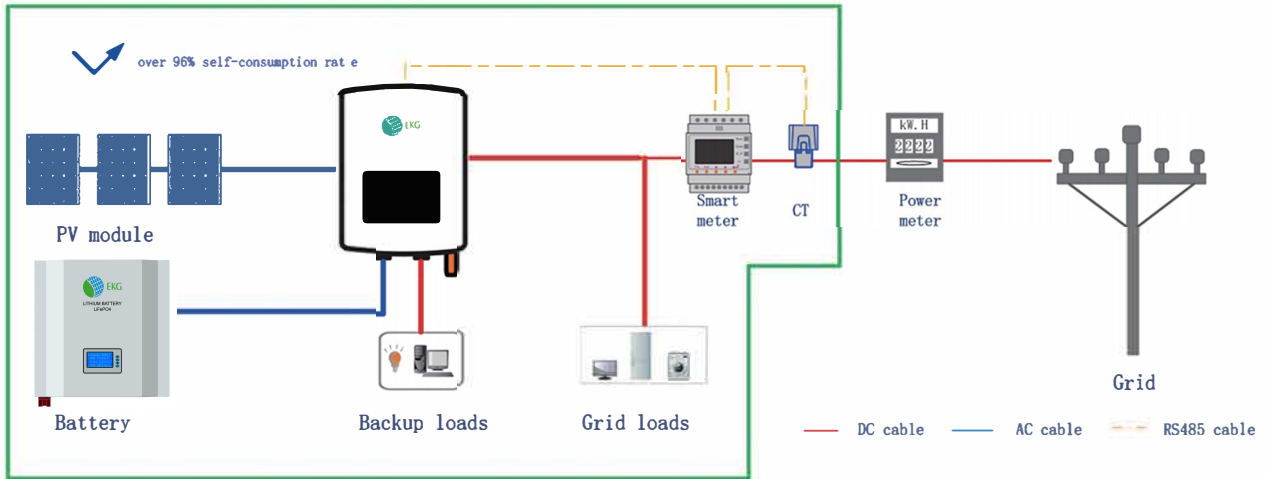 over 96% self-consumption rat e
EKG
kW.H
2222
Smart
meter
CT
Power
meter
PV module
EKG
LITHIUM BATTERY
LiFePO4
Grid
Battery
Backup loads
Grid loads
DC cable
AC cable
RS485 cable